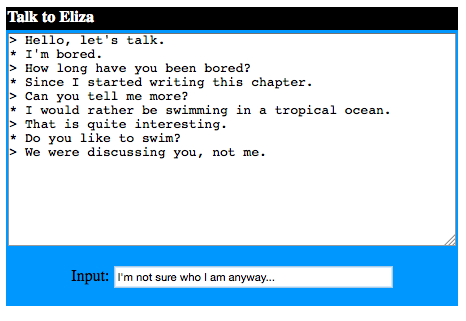 Talk to Eliza
> Hello, let's talk.
* I'm bored.
> How long have you been bored?
* Since I started writing this chapter.
> Can you tell me more?
* I would rather be swimming in a tropical ocean.
> That is quite interesting.
* Do you like to swim?
> We were discussing you, not me.
Input: I'm not sure who I am anyway...